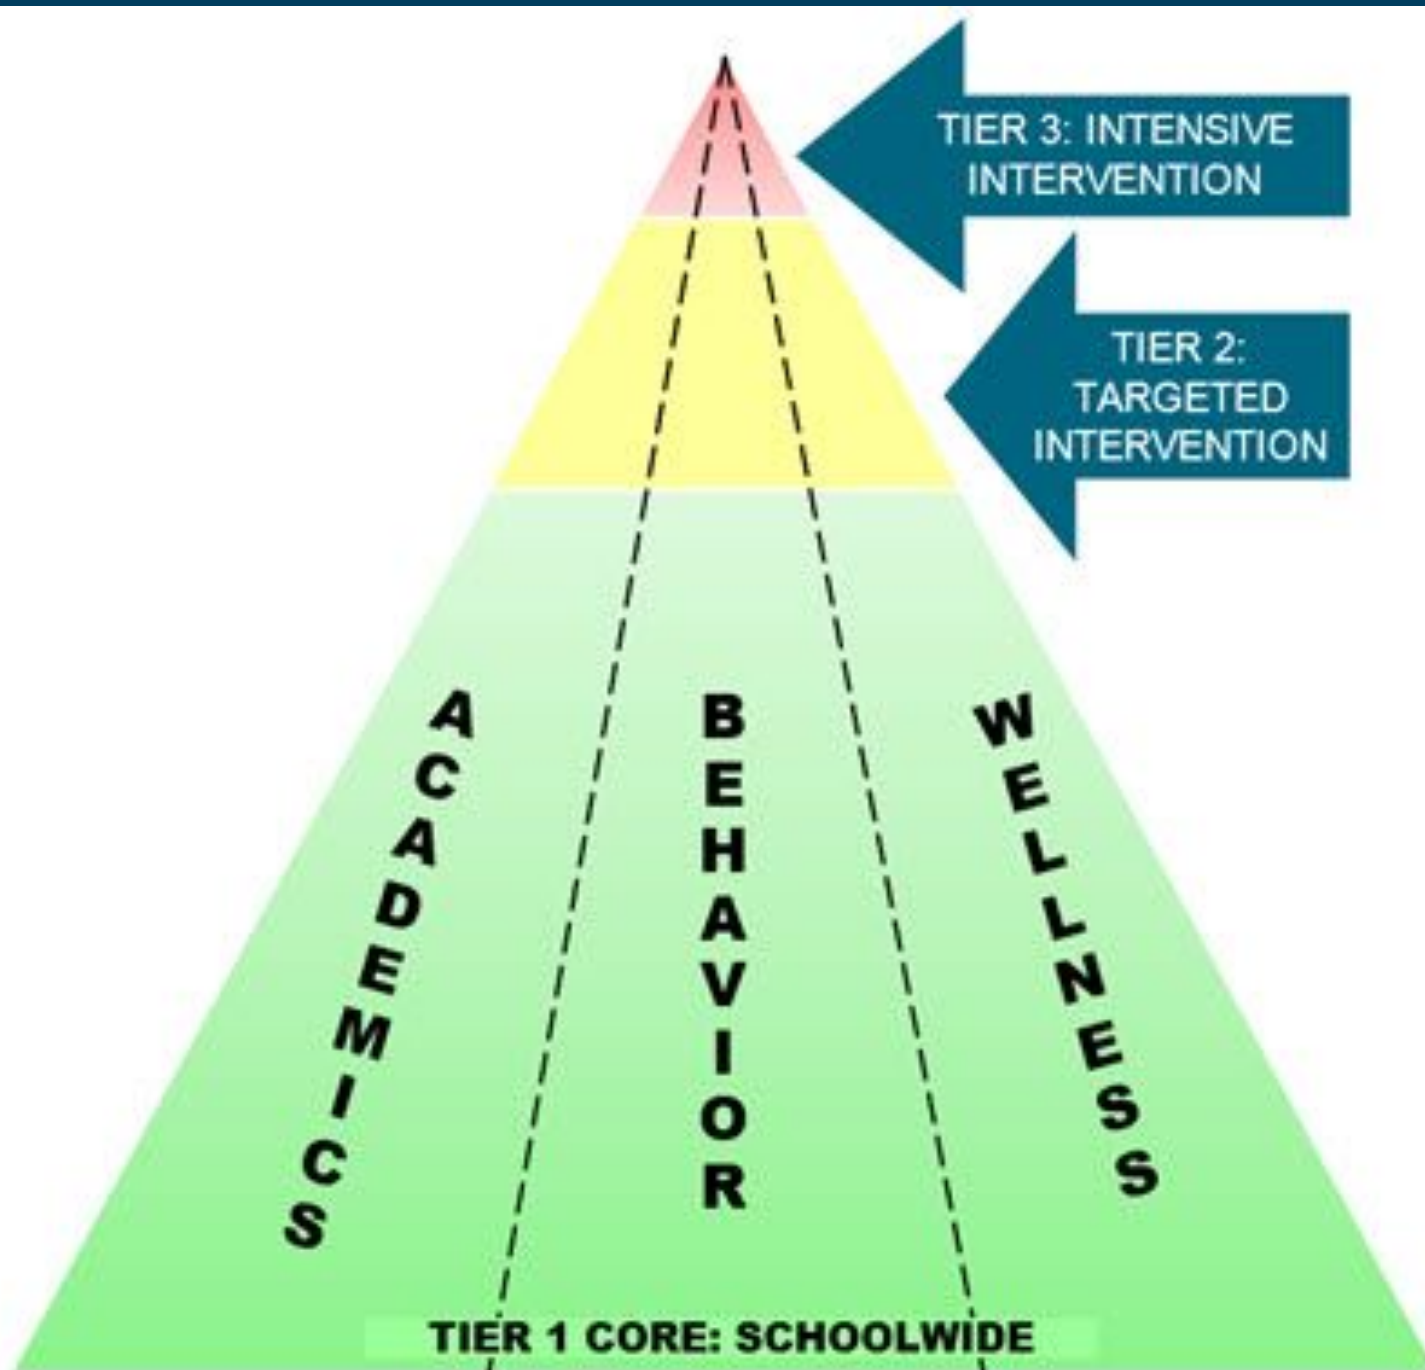 TIER 3: INTENSIVE
INTERVENTION
TIER 2:
TARGETED
INTERVENTION
ACADEMICS
BEHAVIOR
WELLNESS
TIER 1 CORE: SCHOOLWIDE